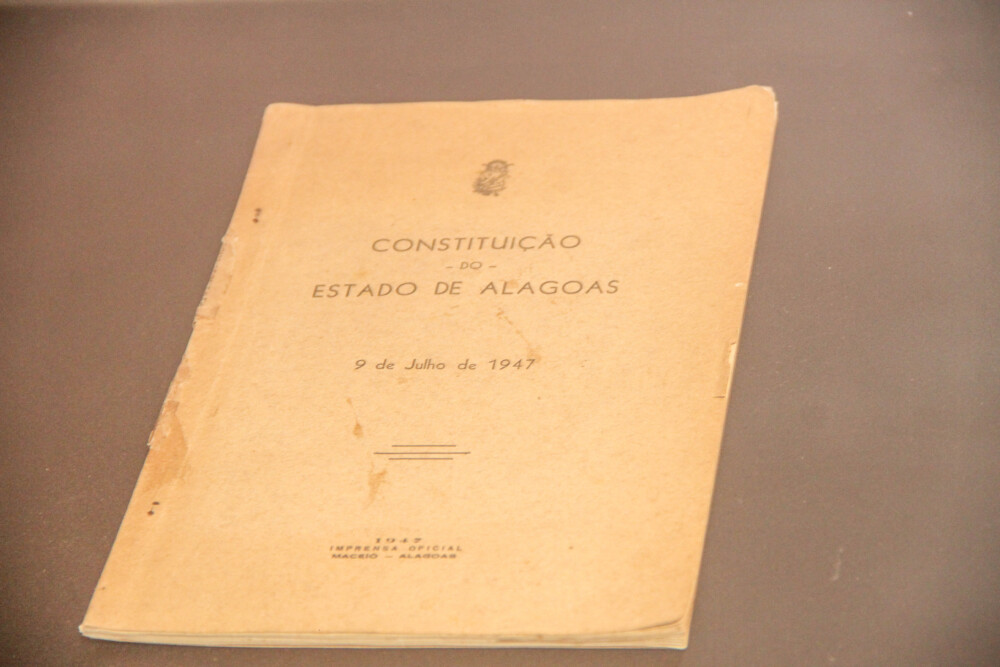 CONSTITUIÇÃO
- DO -
ESTADO DE ALAGOAS
9 de Julho de 1947
1947
IMPRENSA OFICIAL
MACEIÓ — ALAGOAS